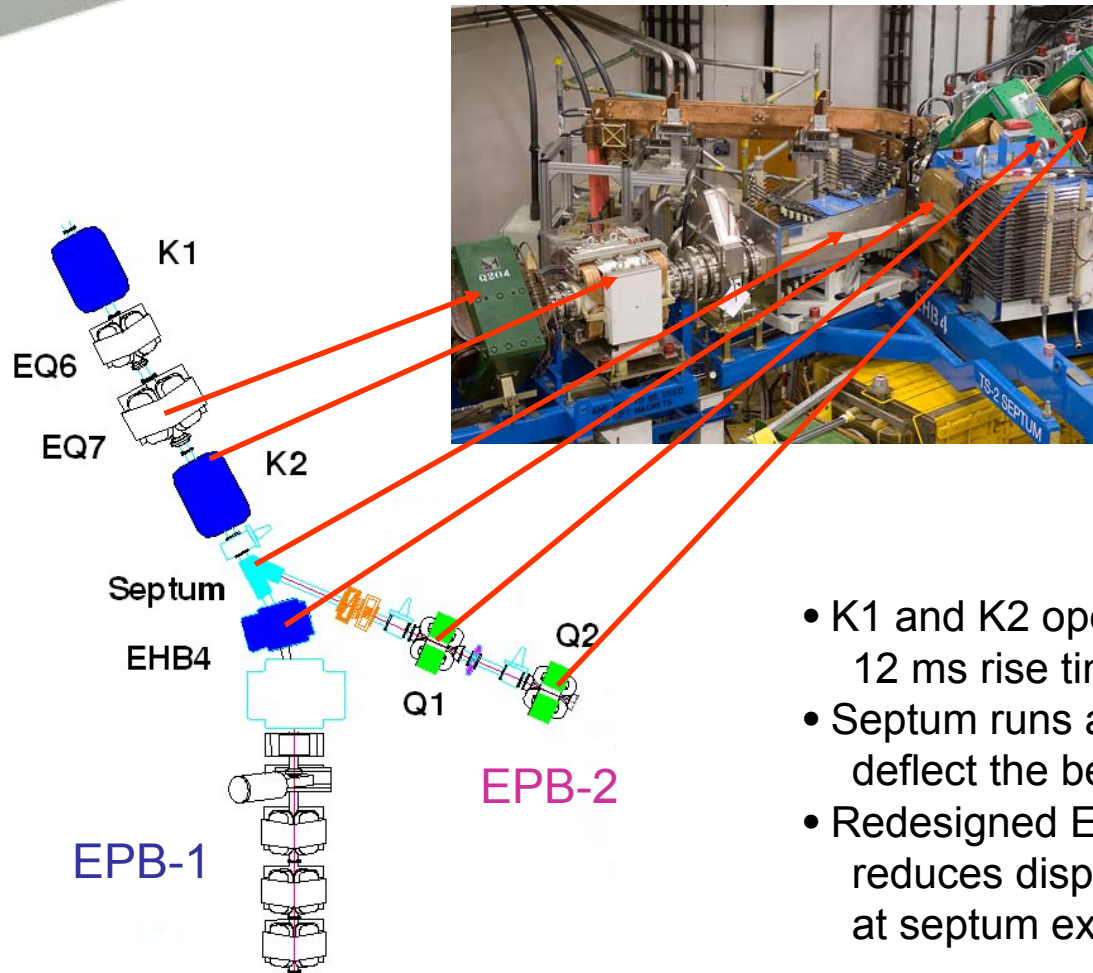 Q204
EHB4
TS-2 SEPTUM
K1
EQ6
EQ7
K2
Septum
EHB4
Q1
Q2
EPB-2
EPB-1
• K1 and K2 ope
12 ms rise tin
• Septum runs a
deflect the be
• Redesigned E
reduces disp
at septum ex